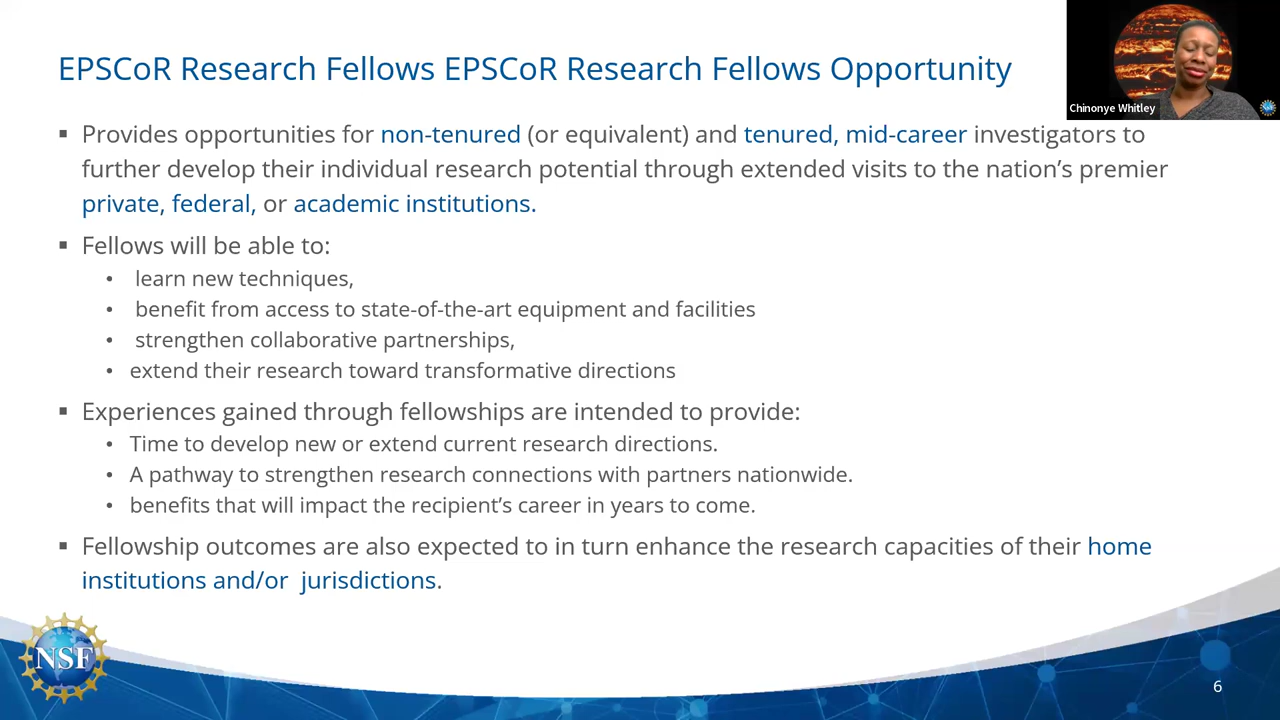 EPSCoR Research Fellows EPSCoR Research Fellows Opportunity
Chinonye Whitley
▪ Provides opportunities for non-tenured (or equivalent) and tenured, mid-career investigators to
further develop their individual research potential through extended visits to the nation’s premier
private, federal, or academic institutions.
▪ Fellows will be able to:
• learn new techniques,
• benefit from access to state-of-the-art equipment and facilities
• strengthen collaborative partnerships,
• extend their research toward transformative directions
▪ Experiences gained through fellowships are intended to provide:
• Time to develop new or extend current research directions.
• A pathway to strengthen research connections with partners nationwide.
• benefits that will impact the recipient’s career in years to come.
▪ Fellowship outcomes are also expected to in turn enhance the research capacities of their home
institutions and/or jurisdictions.
NSF
6